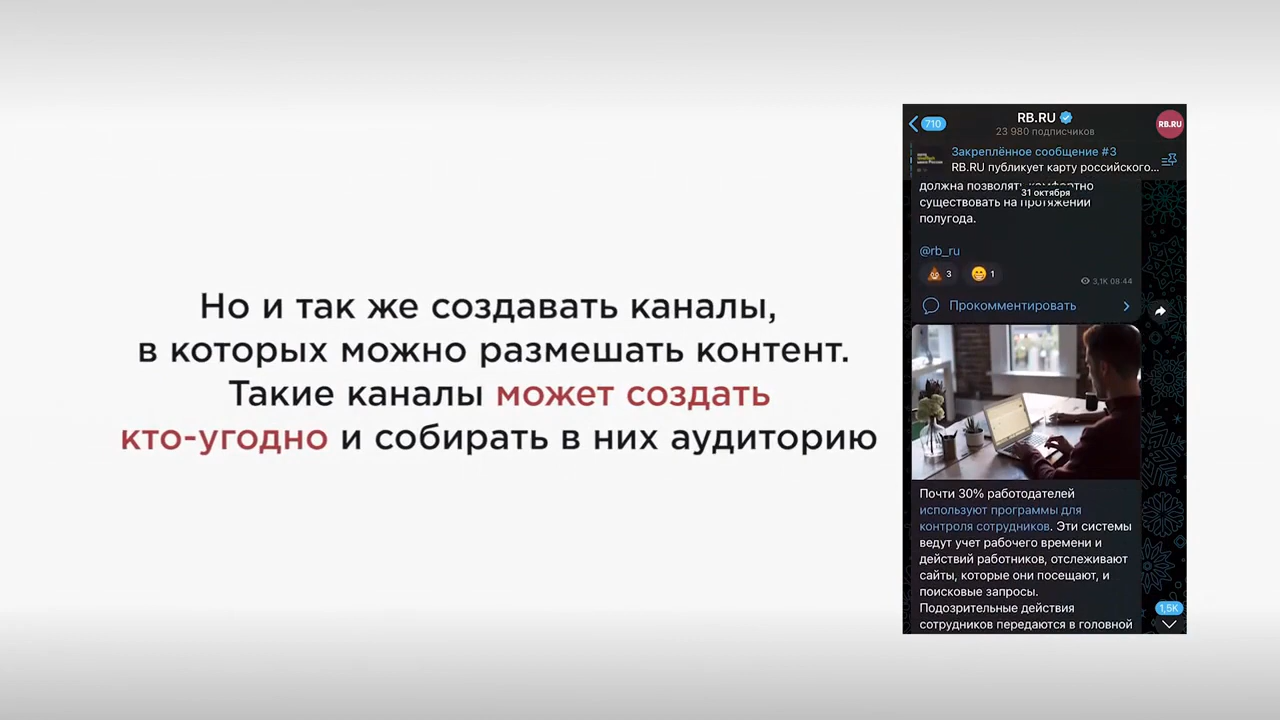 Но и так же создавать каналы,
в которых можно размешать контент.
Такие каналы может создать
кто-угодно и собирать в них аудиторию
710
RB.RU
23 980 подписчиков
RB.RU
Закреплённое сообщение #3
RB.RU публикует карту российского...
должна позволять комфортно
31 октября
существовать на протяжении
полугода.
@rb_ru
3
1
3,1K 08:44
Прокомментировать
Почти 30% работодателей
используют программы для
контроля сотрудников. Эти системы
ведут учет рабочего времени и
действий работников, отслеживают
сайты, которые они посещают, и
поисковые запросы.
Подозрительные действия
1,5K
сотрудников передаются в головной